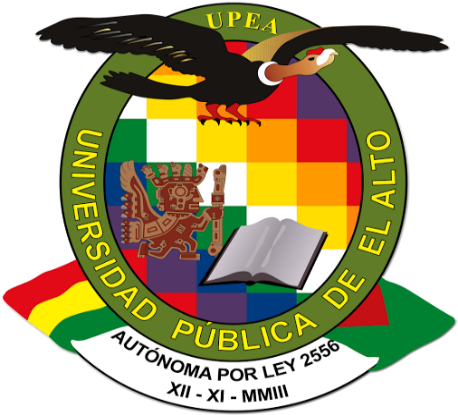 UPEA
UNIVERSIDAD PÚBLICA DE EL ALTO
AUTÓNOMA POR LEY 2556
XII - XI - MMIII